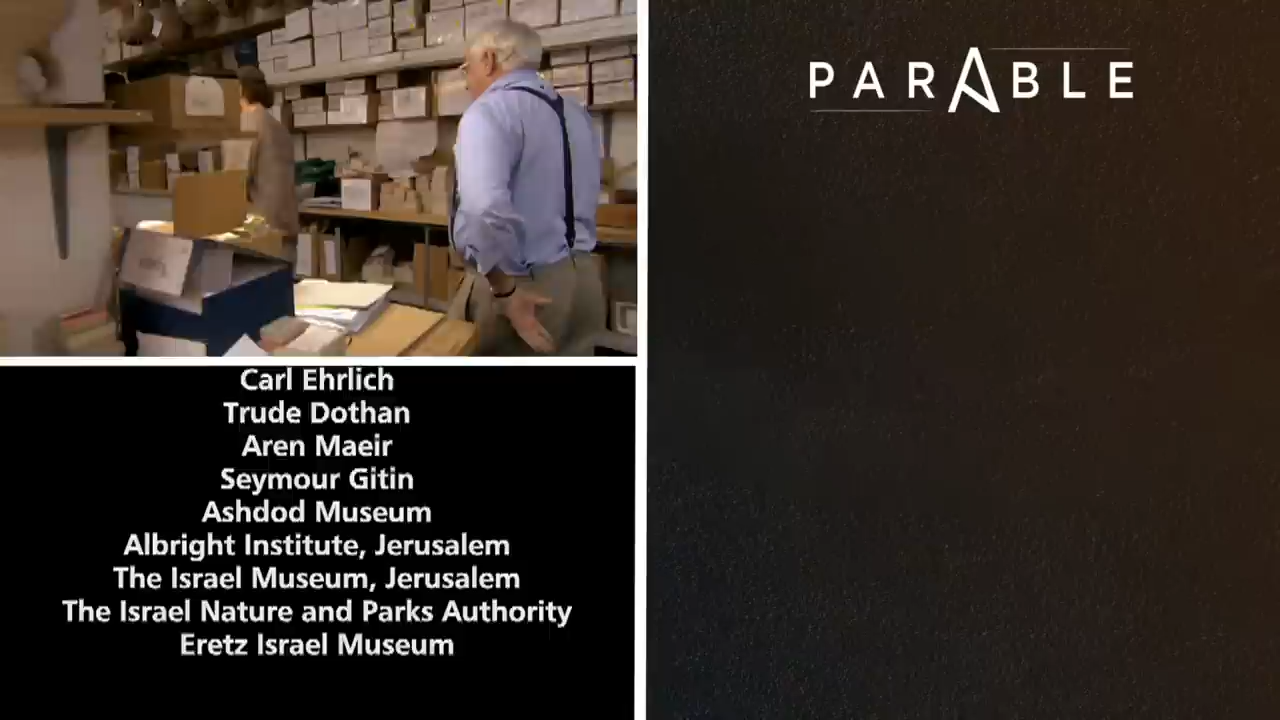 PARABLE
Carl Ehrlich
Trude Dothan
Aren Maeir
Seymour Gitin
Ashdod Museum
Albright Institute, Jerusalem
The Israel Museum, Jerusalem
The Israel Nature and Parks Authority
Eretz Israel Museum